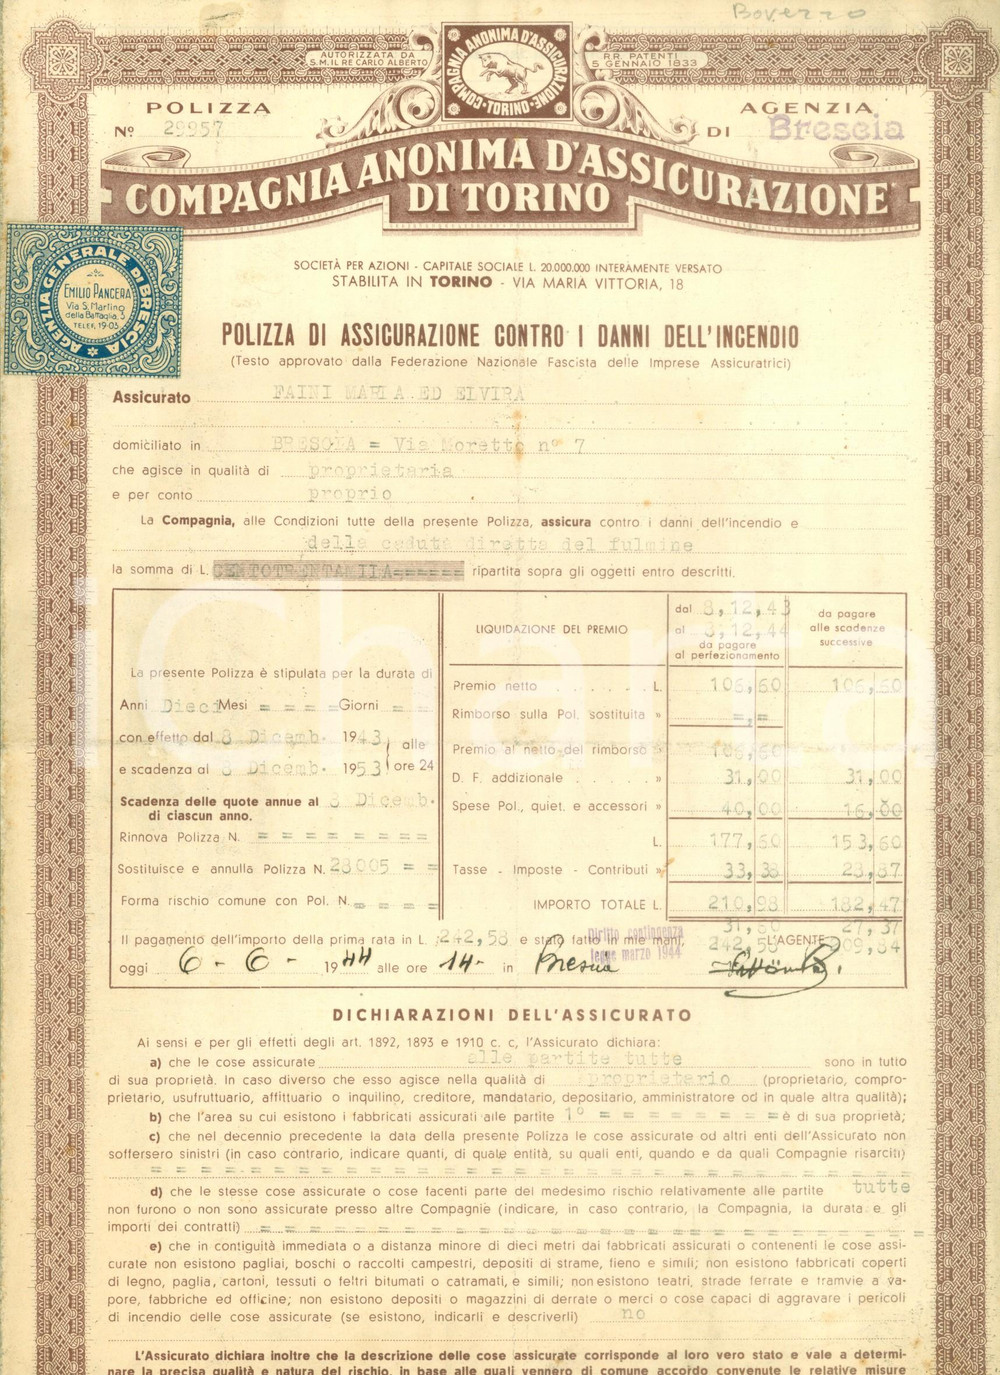 Boverzo
AUTORIZZATA DA
S.M. IL RE CARLO ALBERTO
COMPAGNIA ANONIMA D'ASSICURAZIONE · TORINO ·
R.R. PATENTI
5 GENNAIO 1833
POLIZZA
Nº 29957
AGENZIA
DI Brescia
COMPAGNIA ANONIMA D'ASSICURAZIONE
DI TORINO
AGENZIA GENERALE DI BRESCIA
EMILIO PANCERA
Via S. Martino
della Battaglia, 3
TELEF. 19-03
SOCIETÀ PER AZIONI - CAPITALE SOCIALE L. 20.000.000 INTERAMENTE VERSATO
STABILITA IN TORINO - VIA MARIA VITTORIA, 18
POLIZZA DI ASSICURAZIONE CONTRO I DANNI DELL'INCENDIO
(Testo approvato dalla Federazione Nazionale Fascista delle Imprese Assicuratrici)
Assicurato FAINI MARIA ED ELVIRA
domiciliato in BRESCIA = Via Moretto nº 7
che agisce in qualità di proprietaria
e per conto proprio
La Compagnia, alle Condizioni tutte della presente Polizza, assicura contro i danni dell'incendio e
della caduta diretta del fulmine
la somma di L. CENTOTRENTAMILA====== ripartita sopra gli oggetti entro descritti.
La presente Polizza è stipulata per la durata di
Anni Dieci Mesi = = = = Giorni = =
con effetto dal 8 Dicemb. 1943
e scadenza al 8 Dicemb. 1953
alle
ore 24
Scadenza delle quote annue al 8 Dicemb.
di ciascun anno.
Rinnova Polizza N. = = = = = = = =
Sostituisce e annulla Polizza N. 23005 = =
Forma rischio comune con Pol. N. = = = =
LIQUIDAZIONE DEL PREMIO
dal 8,12,43
al 8,12,44
da pagare
al perfezionamento
da pagare
alle scadenze
successive
Premio netto . . . . . . . L. 106,60 106,60
Rimborso sulla Pol. sostituita » =,=
Premio al netto del rimborso » 106,60
D. F. addizionale . . . . . » 31,00 31,00
Spese Pol., quiet. e accessori » 40,00 16,00
L. 177,60 153,60
Tasse - Imposte - Contributi » 33,38 28,87
IMPORTO TOTALE L. 210,98 182,47
31,60 27,37
242,58 209,84
Il pagamento dell'importo della prima rata in L. 242,58 è stato fatto in mie mani,
Diritto contingenza
legge marzo 1944
L'AGENTE
oggi 6 - 6 - 1944 alle ore 14- in Brescia
DICHIARAZIONI DELL'ASSICURATO
Ai sensi e per gli effetti degli art. 1892, 1893 e 1910 c. c, l'Assicurato dichiara:
a) che le cose assicurate alle partite tutte sono in tutto
di sua proprietà. In caso diverso che esso agisce nella qualità di proprietario (proprietario, compro-
prietario, usufruttuario, affittuario o inquilino, creditore, mandatario, depositario, amministratore od in quale altra qualità);
b) che l'area su cui esistono i fabbricati assicurati alle partite 1º = = = = = = = = = è di sua proprietà;
c) che nel decennio precedente la data della presente Polizza le cose assicurate od altri enti dell'Assicurato non
soffersero sinistri (in caso contrario, indicare quanti, di quale entità, su quali enti, quando e da quali Compagnie risarciti)
= = = = = = = = = = = = = = = = = = = = = = = = = = = = = =
d) che le stesse cose assicurate o cose facenti parte del medesimo rischio relativamente alle partite tutte
non furono o non sono assicurate presso altre Compagnie (indicare, in caso contrario, la Compagnia, la durata e gli
importi dei contratti) = = = = = = = = = = = = = = = = = = = = = = = = = =
e) che in contiguità immediata o a distanza minore di dieci metri dai fabbricati assicurati o contenenti le cose assi-
curate non esistono pagliai, boschi o raccolti campestri, depositi di strame, fieno e simili; non esistono fabbricati coperti
di legno, paglia, cartoni, tessuti o feltri bitumati o catramati, e simili; non esistono teatri, strade ferrate e tramvie a va-
pore, fabbriche ed officine; non esistono depositi o magazzini di derrate o merci o cose capaci di aggravare i pericoli
di incendio delle cose assicurate (se esistono, indicarli e descriverli) no
L'Assicurato dichiara inoltre che la descrizione delle cose assicurate corrisponde al loro vero stato e vale a determi-
nare la precisa qualità e natura del rischio, in base alle quali vennero di comune accordo convenute le relative misure